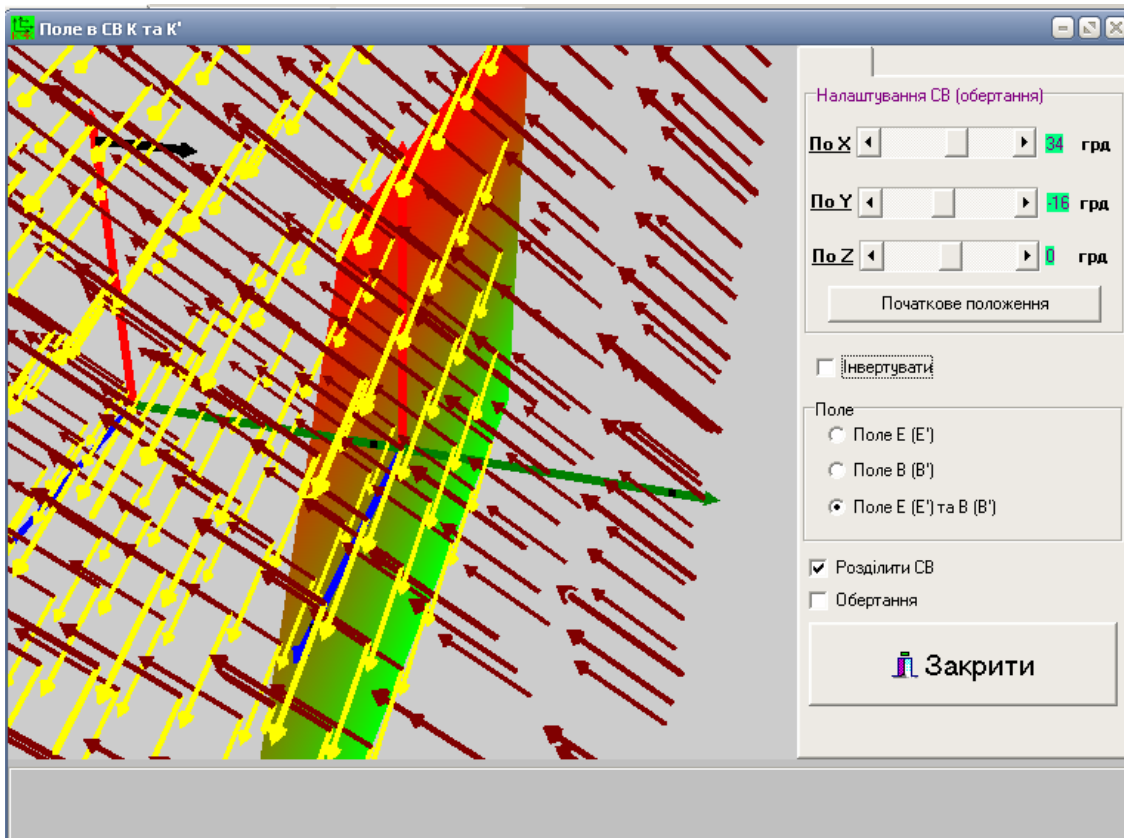 Поле в СВ К та К'
Налаштування СВ (обертання)
По X 34 грд
По Y -16 грд
По Z 0 грд
Початкове положення
Інвертувати
Поле
Поле E (E')
Поле B (B')
Поле E (E') та B (B')
Розділити СВ
Обертання
Закрити